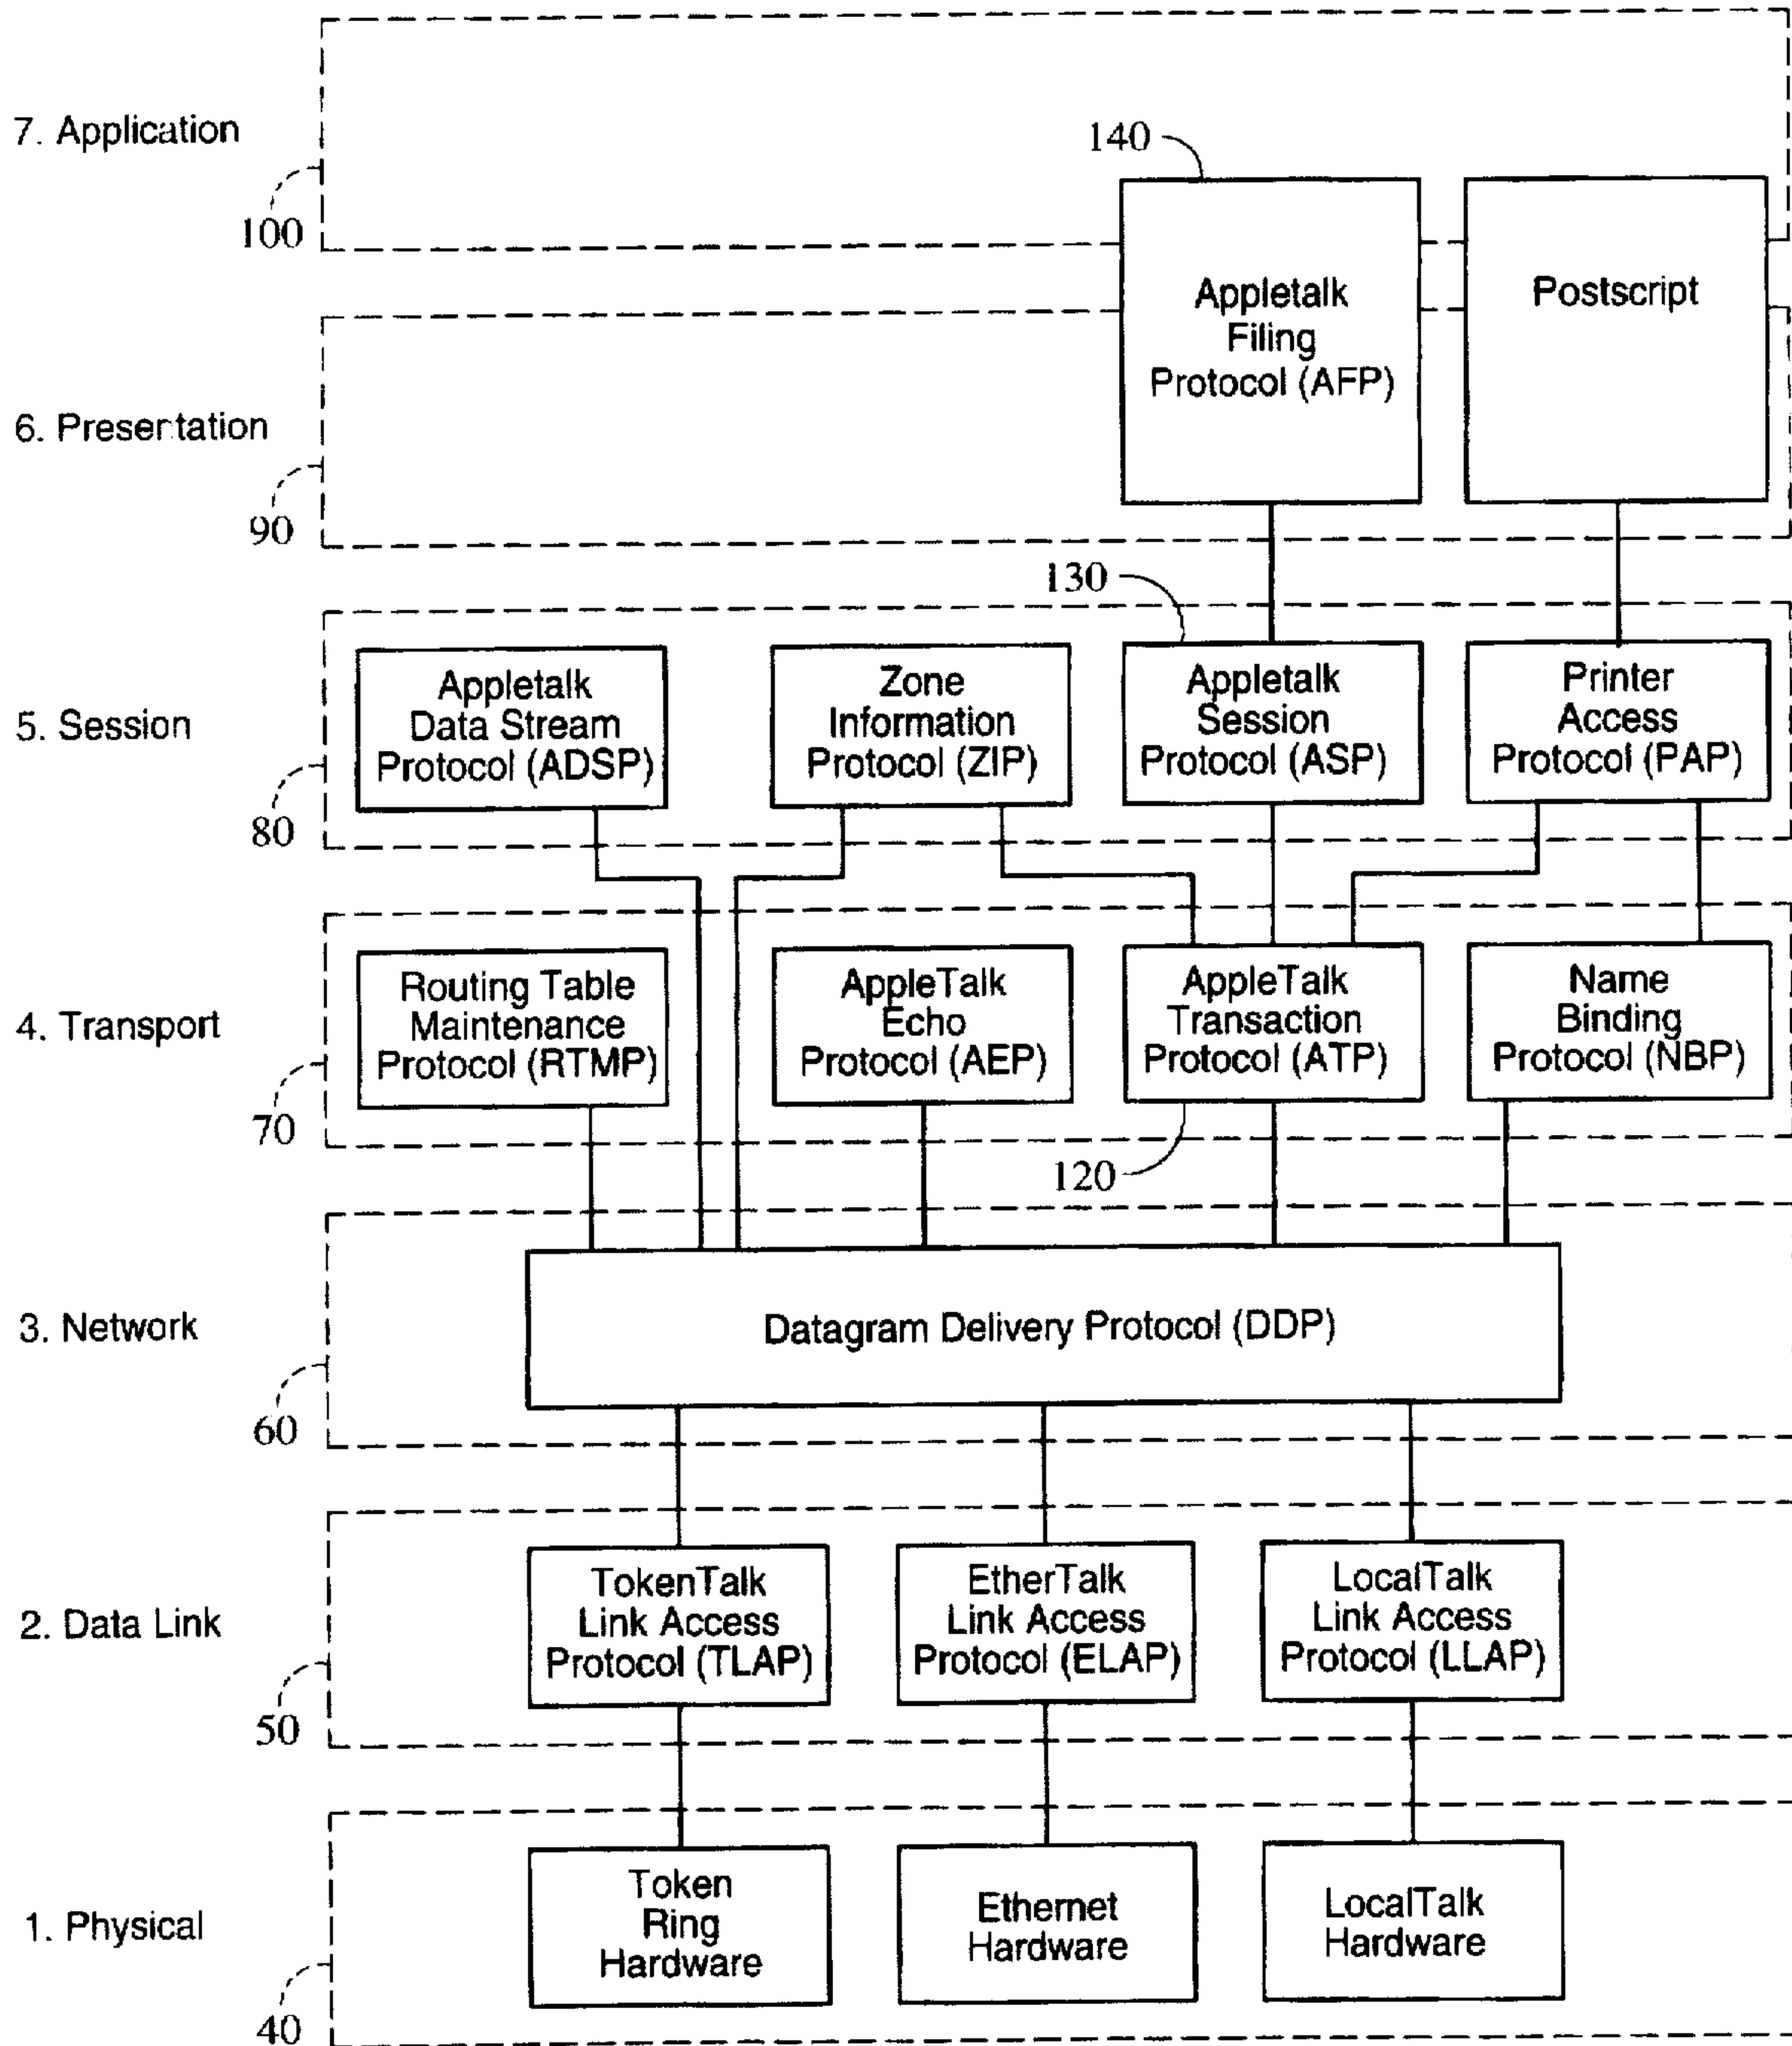 7. Application
100
140
Appletalk
Filing
Protocol (AFP)
Postscript
6. Presentation
90
130
5. Session
80
Appletalk
Data Stream
Protocol (ADSP)
Zone
Information
Protocol (ZIP)
Appletalk
Session
Protocol (ASP)
Printer
Access
Protocol (PAP)
4. Transport
70
Routing Table
Maintenance
Protocol (RTMP)
AppleTalk
Echo
Protocol (AEP)
AppleTalk
Transaction
Protocol (ATP)
Name
Binding
Protocol (NBP)
120
3. Network
60
Datagram Delivery Protocol (DDP)
2. Data Link
50
TokenTalk
Link Access
Protocol (TLAP)
EtherTalk
Link Access
Protocol (ELAP)
LocalTalk
Link Access
Protocol (LLAP)
1. Physical
40
Token
Ring
Hardware
Ethernet
Hardware
LocalTalk
Hardware